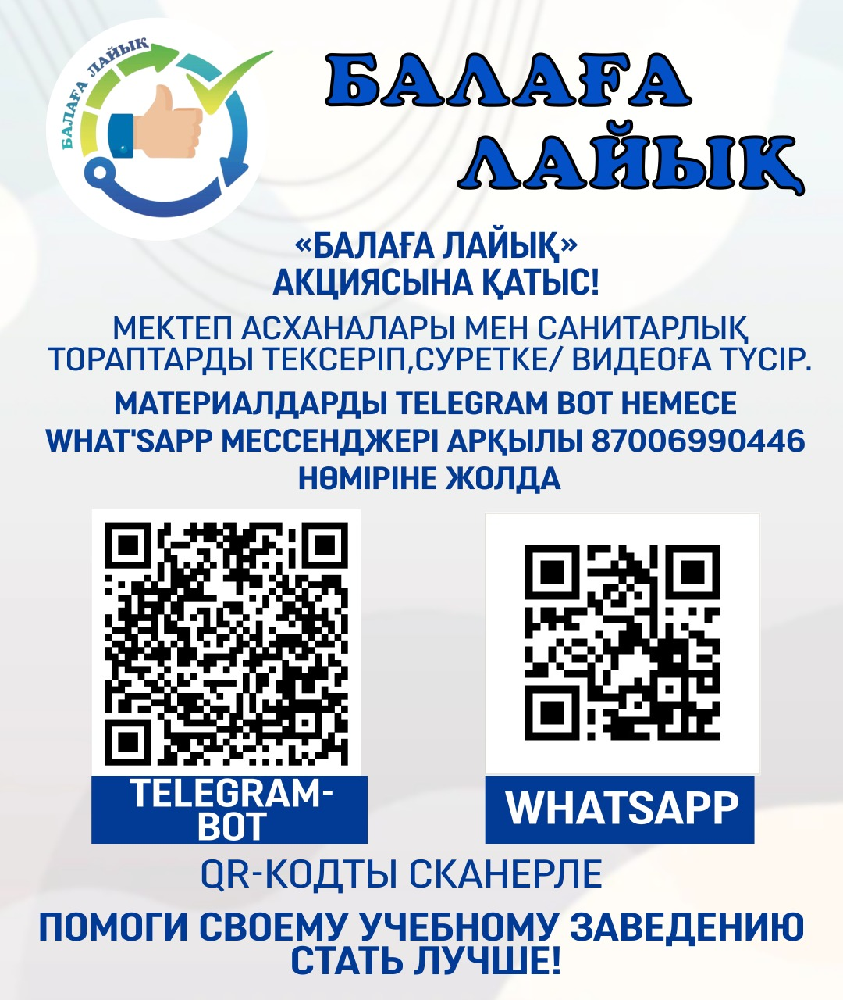 БАЛАҒА ЛАЙЫҚ
БАЛАҒА
ЛАЙЫҚ
«БАЛАҒА ЛАЙЫҚ»
АКЦИЯСЫНА ҚАТЫС!
МЕКТЕП АСХАНАЛАРЫ МЕН САНИТАРЛЫҚ
ТОРАПТАРДЫ ТЕКСЕРІП,СУРЕТКЕ/ ВИДЕОҒА ТҮСІР.
МАТЕРИАЛДАРДЫ TELEGRAM BOT НЕМЕСЕ
WHAT'SAPP МЕССЕНДЖЕРІ АРҚЫЛЫ 87006990446
НӨМІРІНЕ ЖОЛДА
TELEGRAM-
BOT
WHATSAPP
QR-КОДТЫ СКАНЕРЛЕ
ПОМОГИ СВОЕМУ УЧЕБНОМУ ЗАВЕДЕНИЮ
СТАТЬ ЛУЧШЕ!